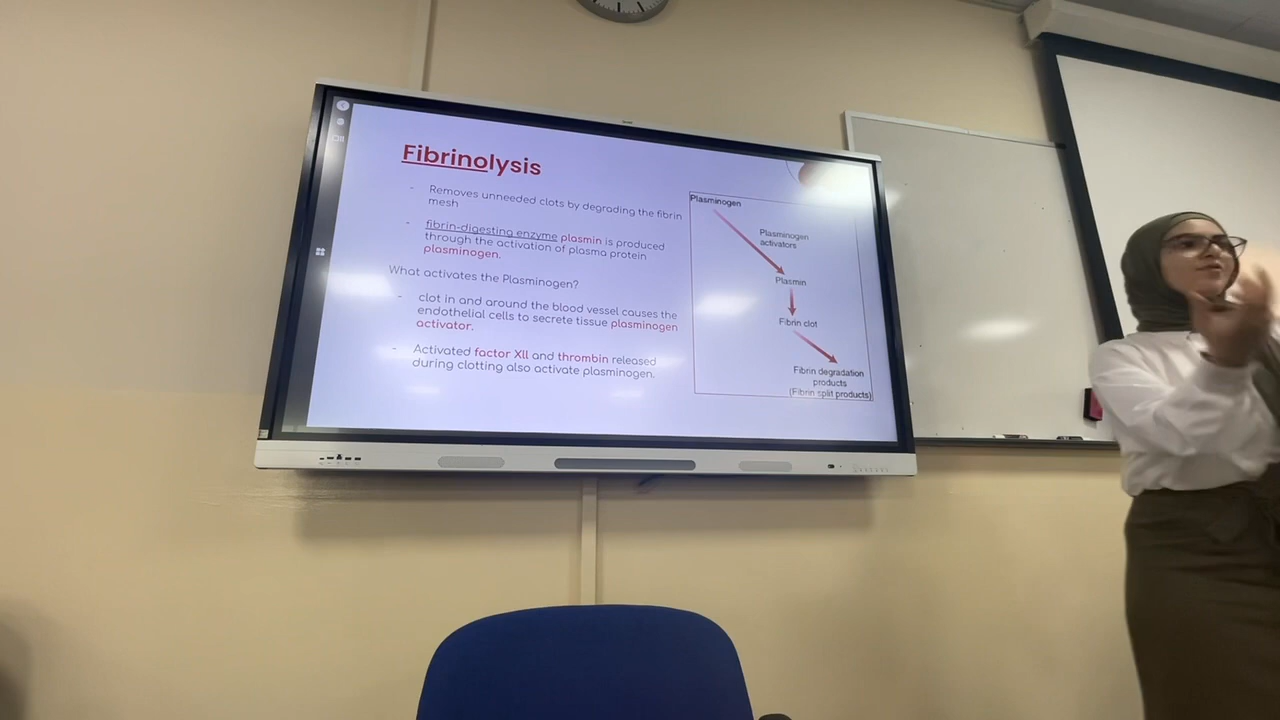 Fibrinolysis
- Removes unneeded clots by degrading the fibrin
mesh
- fibrin-digesting enzyme plasmin is produced
through the activation of plasma protein
plasminogen.
What activates the Plasminogen?
- clot in and around the blood vessel causes the
endothelial cells to secrete tissue plasminogen
activator.
- Activated factor Xll and thrombin released
during clotting also activate plasminogen.
Plasminogen
Plasminogen
activators
Plasmin
Fibrin clot
Fibrin degradation
products
(Fibrin split products)